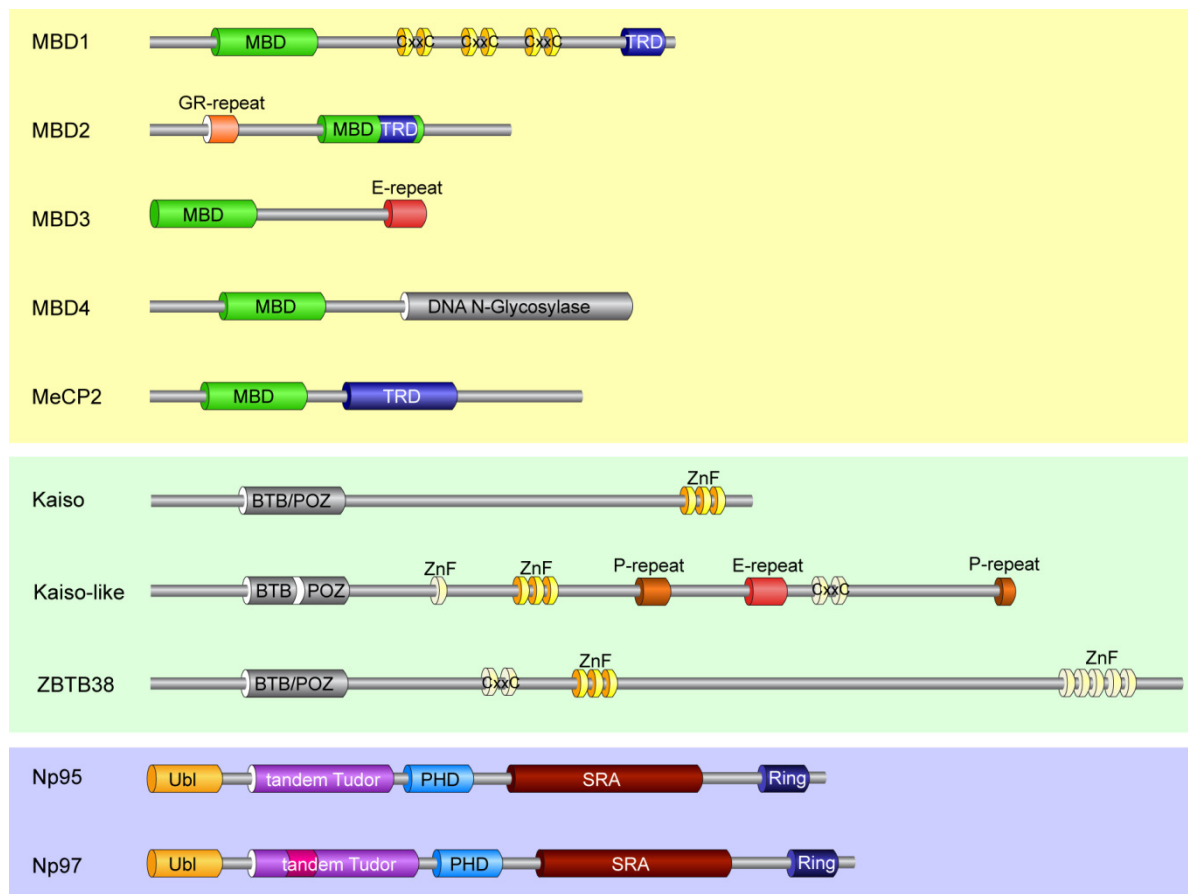 MBD1 MBD CxxC CxxC CxxC TRD
GR-repeat
MBD2 MBD TRD
E-repeat
MBD3 MBD
MBD4 MBD DNA N-Glycosylase
MeCP2 MBD TRD
ZnF
Kaiso BTB/POZ
ZnF ZnF P-repeat E-repeat P-repeat
Kaiso-like BTB POZ CxxC
ZnF ZnF
ZBTB38 BTB/POZ CxxC
Np95 Ubl tandem Tudor PHD SRA Ring
Np97 Ubl tandem Tudor PHD SRA Ring